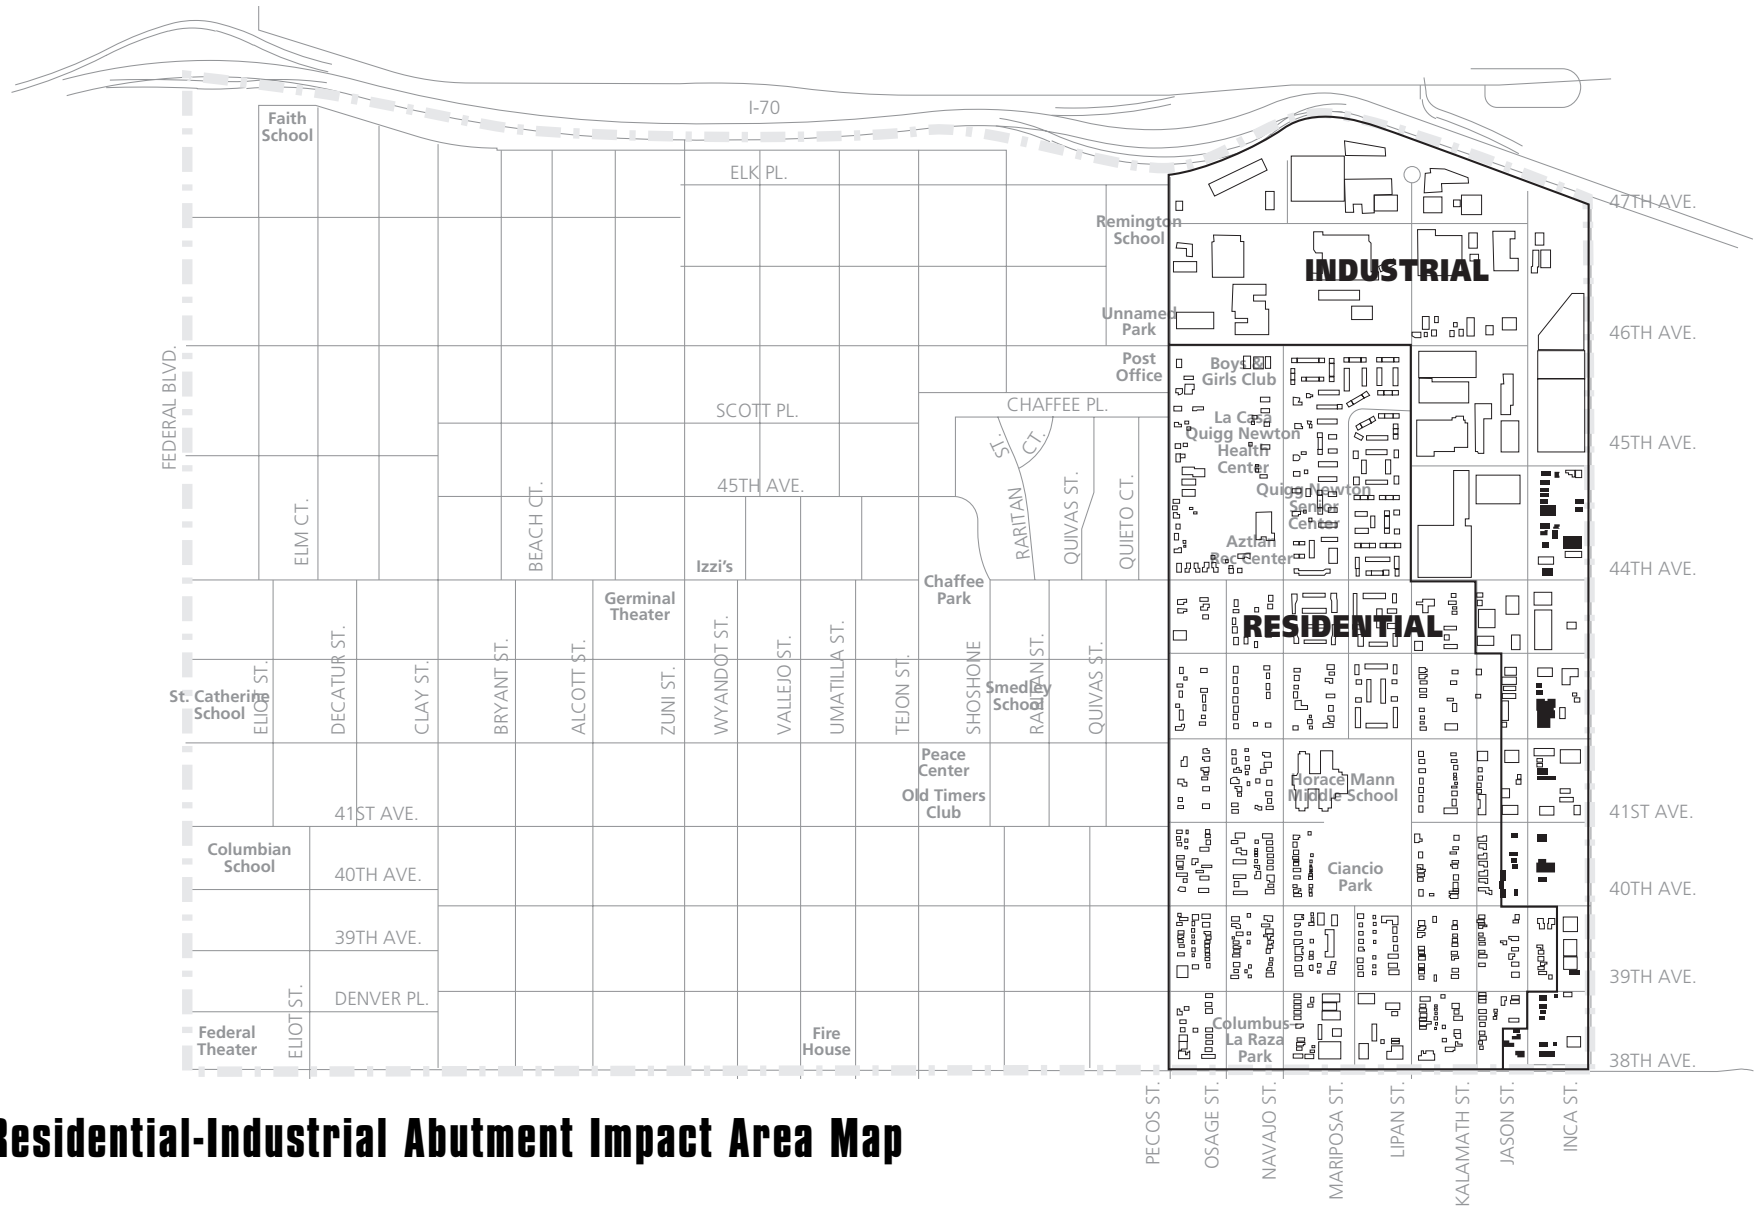 I-70
Faith
School
ELK PL.
47TH AVE.
Remington
School
INDUSTRIAL
Unnamed
Park
46TH AVE.
FEDERAL BLVD.
Post
Office
Boys &
Girls Club
SCOTT PL.
CHAFFEE PL.
La Casa
Quigg Newton
Health
Center
ST.
CT.
45TH AVE.
45TH AVE.
Quigg Newton
Senior
Center
ELM CT.
BEACH CT.
RARITAN
QUIVAS ST.
QUIETO CT.
Aztlan
Rec Center
Izzi's
44TH AVE.
Chaffee
Park
Germinal
Theater
RESIDENTIAL
St. Catherine
School
ELIOT ST.
DECATUR ST.
CLAY ST.
BRYANT ST.
ALCOTT ST.
ZUNI ST.
WYANDOT ST.
VALLEJO ST.
UMATILLA ST.
TEJON ST.
SHOSHONE
Smedley
School
RARITAN ST.
QUIVAS ST.
Peace
Center
Old Timers
Club
Horace Mann
Middle School
41ST AVE.
41ST AVE.
Columbian
School
40TH AVE.
Ciancio
Park
40TH AVE.
39TH AVE.
39TH AVE.
DENVER PL.
ELIOT ST.
Federal
Theater
Fire
House
Columbus–
La Raza
Park
38TH AVE.
PECOS ST.
OSAGE ST.
NAVAJO ST.
MARIPOSA ST.
LIPAN ST.
KALAMATH ST.
JASON ST.
INCA ST.
Residential-Industrial Abutment Impact Area Map